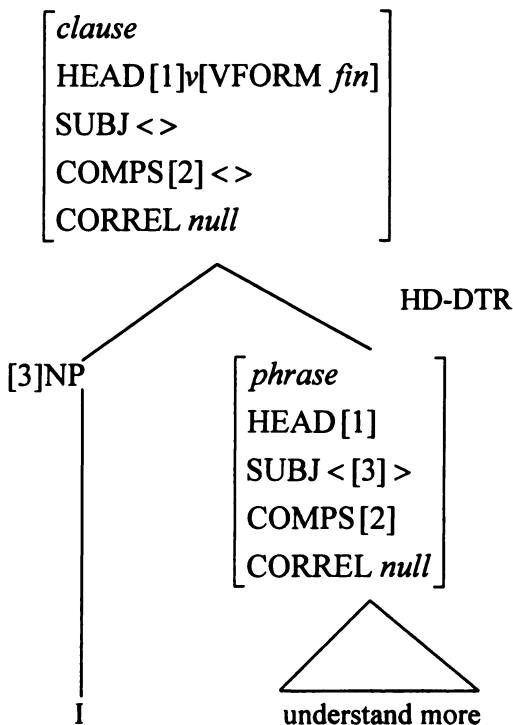 clause
HEAD[1]v[VFORM fin]
SUBJ < >
COMPS[2] < >
CORREL null
HD-DTR
[3]NP
phrase
HEAD[1]
SUBJ < [3] >
COMPS[2]
CORREL null
I
understand more